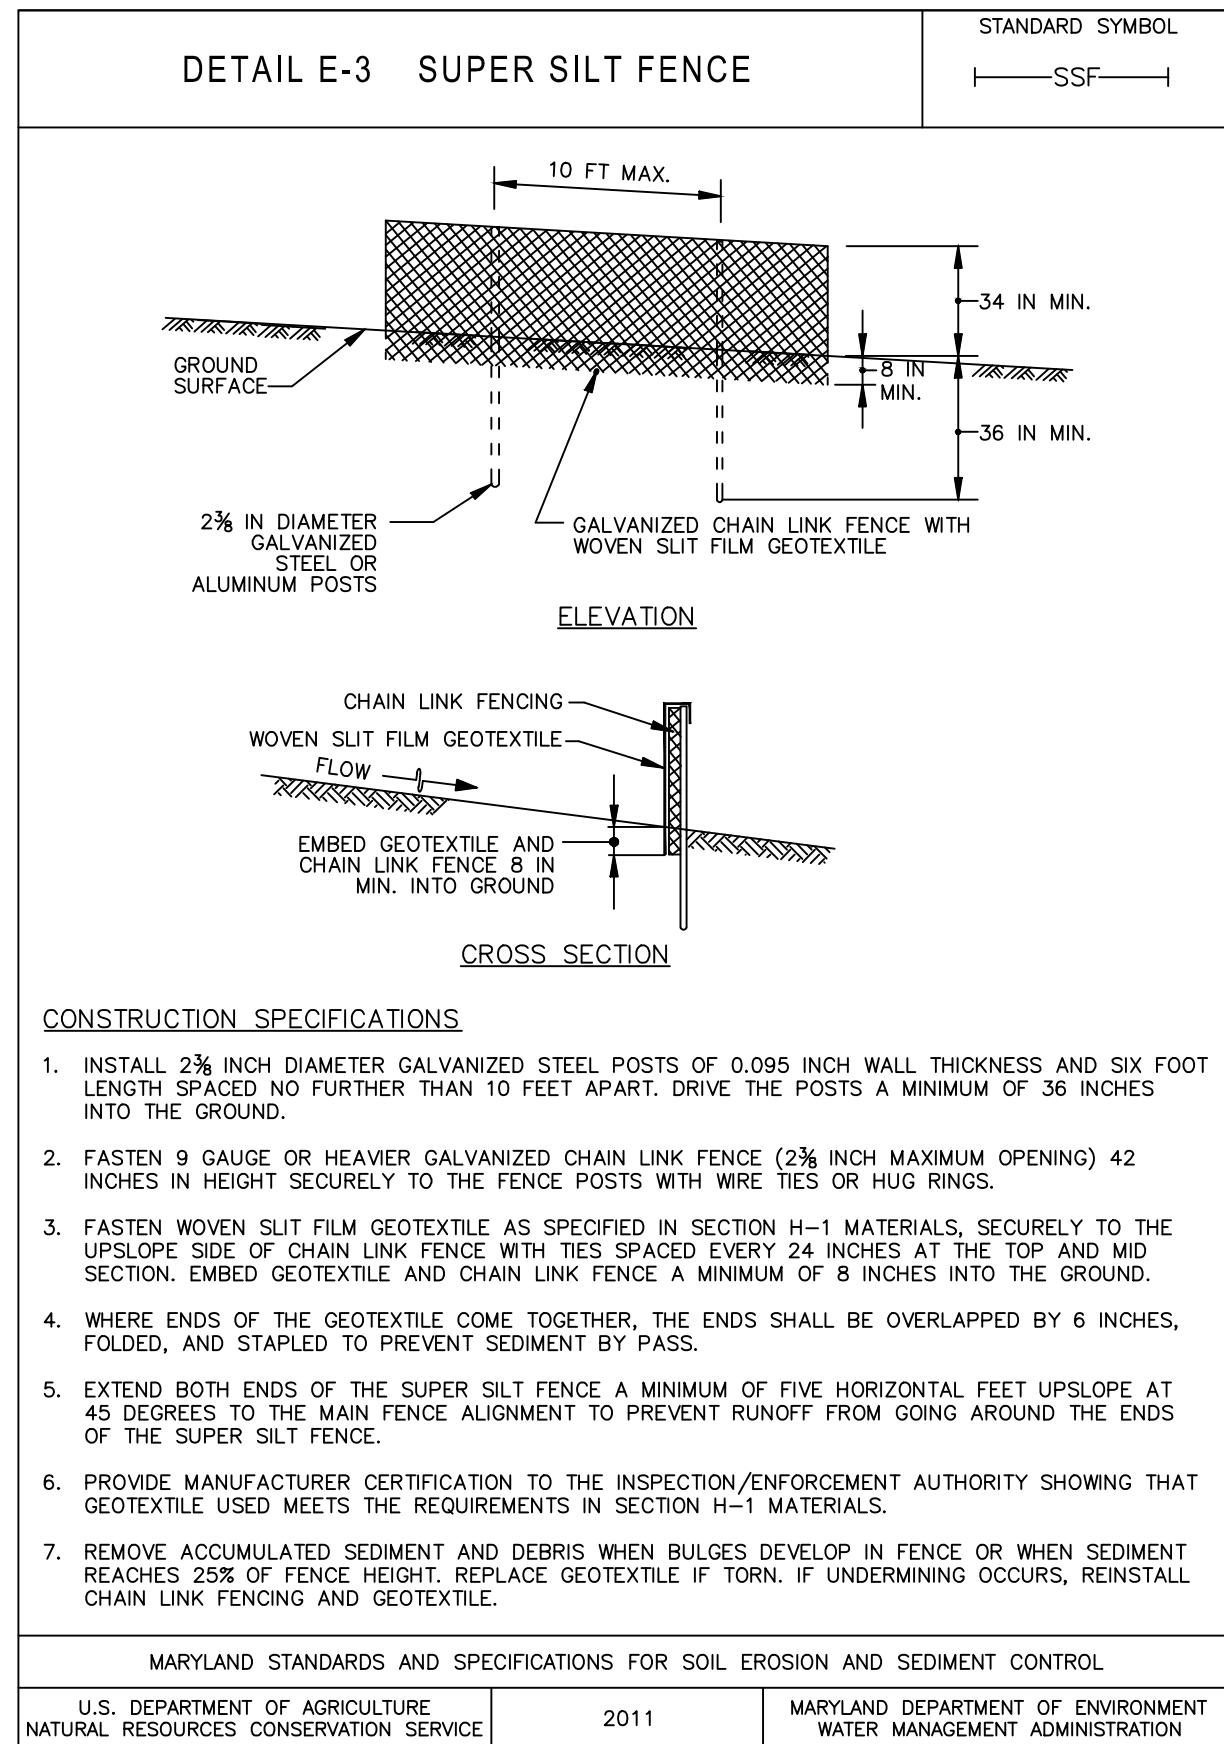 DETAIL E-3 SUPER SILT FENCE
STANDARD SYMBOL
SSF
10 FT MAX.
34 IN MIN.
GROUND
SURFACE
8 IN
MIN.
36 IN MIN.
2⅜ IN DIAMETER
GALVANIZED
STEEL OR
ALUMINUM POSTS
GALVANIZED CHAIN LINK FENCE WITH
WOVEN SLIT FILM GEOTEXTILE
ELEVATION
CHAIN LINK FENCING
WOVEN SLIT FILM GEOTEXTILE
FLOW
EMBED GEOTEXTILE AND
CHAIN LINK FENCE 8 IN
MIN. INTO GROUND
CROSS SECTION
CONSTRUCTION SPECIFICATIONS
1. INSTALL 2⅜ INCH DIAMETER GALVANIZED STEEL POSTS OF 0.095 INCH WALL THICKNESS AND SIX FOOT
LENGTH SPACED NO FURTHER THAN 10 FEET APART. DRIVE THE POSTS A MINIMUM OF 36 INCHES
INTO THE GROUND.
2. FASTEN 9 GAUGE OR HEAVIER GALVANIZED CHAIN LINK FENCE (2⅜ INCH MAXIMUM OPENING) 42
INCHES IN HEIGHT SECURELY TO THE FENCE POSTS WITH WIRE TIES OR HUG RINGS.
3. FASTEN WOVEN SLIT FILM GEOTEXTILE AS SPECIFIED IN SECTION H-1 MATERIALS, SECURELY TO THE
UPSLOPE SIDE OF CHAIN LINK FENCE WITH TIES SPACED EVERY 24 INCHES AT THE TOP AND MID
SECTION. EMBED GEOTEXTILE AND CHAIN LINK FENCE A MINIMUM OF 8 INCHES INTO THE GROUND.
4. WHERE ENDS OF THE GEOTEXTILE COME TOGETHER, THE ENDS SHALL BE OVERLAPPED BY 6 INCHES,
FOLDED, AND STAPLED TO PREVENT SEDIMENT BY PASS.
5. EXTEND BOTH ENDS OF THE SUPER SILT FENCE A MINIMUM OF FIVE HORIZONTAL FEET UPSLOPE AT
45 DEGREES TO THE MAIN FENCE ALIGNMENT TO PREVENT RUNOFF FROM GOING AROUND THE ENDS
OF THE SUPER SILT FENCE.
6. PROVIDE MANUFACTURER CERTIFICATION TO THE INSPECTION/ENFORCEMENT AUTHORITY SHOWING THAT
GEOTEXTILE USED MEETS THE REQUIREMENTS IN SECTION H-1 MATERIALS.
7. REMOVE ACCUMULATED SEDIMENT AND DEBRIS WHEN BULGES DEVELOP IN FENCE OR WHEN SEDIMENT
REACHES 25% OF FENCE HEIGHT. REPLACE GEOTEXTILE IF TORN. IF UNDERMINING OCCURS, REINSTALL
CHAIN LINK FENCING AND GEOTEXTILE.
MARYLAND STANDARDS AND SPECIFICATIONS FOR SOIL EROSION AND SEDIMENT CONTROL
U.S. DEPARTMENT OF AGRICULTURE
NATURAL RESOURCES CONSERVATION SERVICE
2011
MARYLAND DEPARTMENT OF ENVIRONMENT
WATER MANAGEMENT ADMINISTRATION